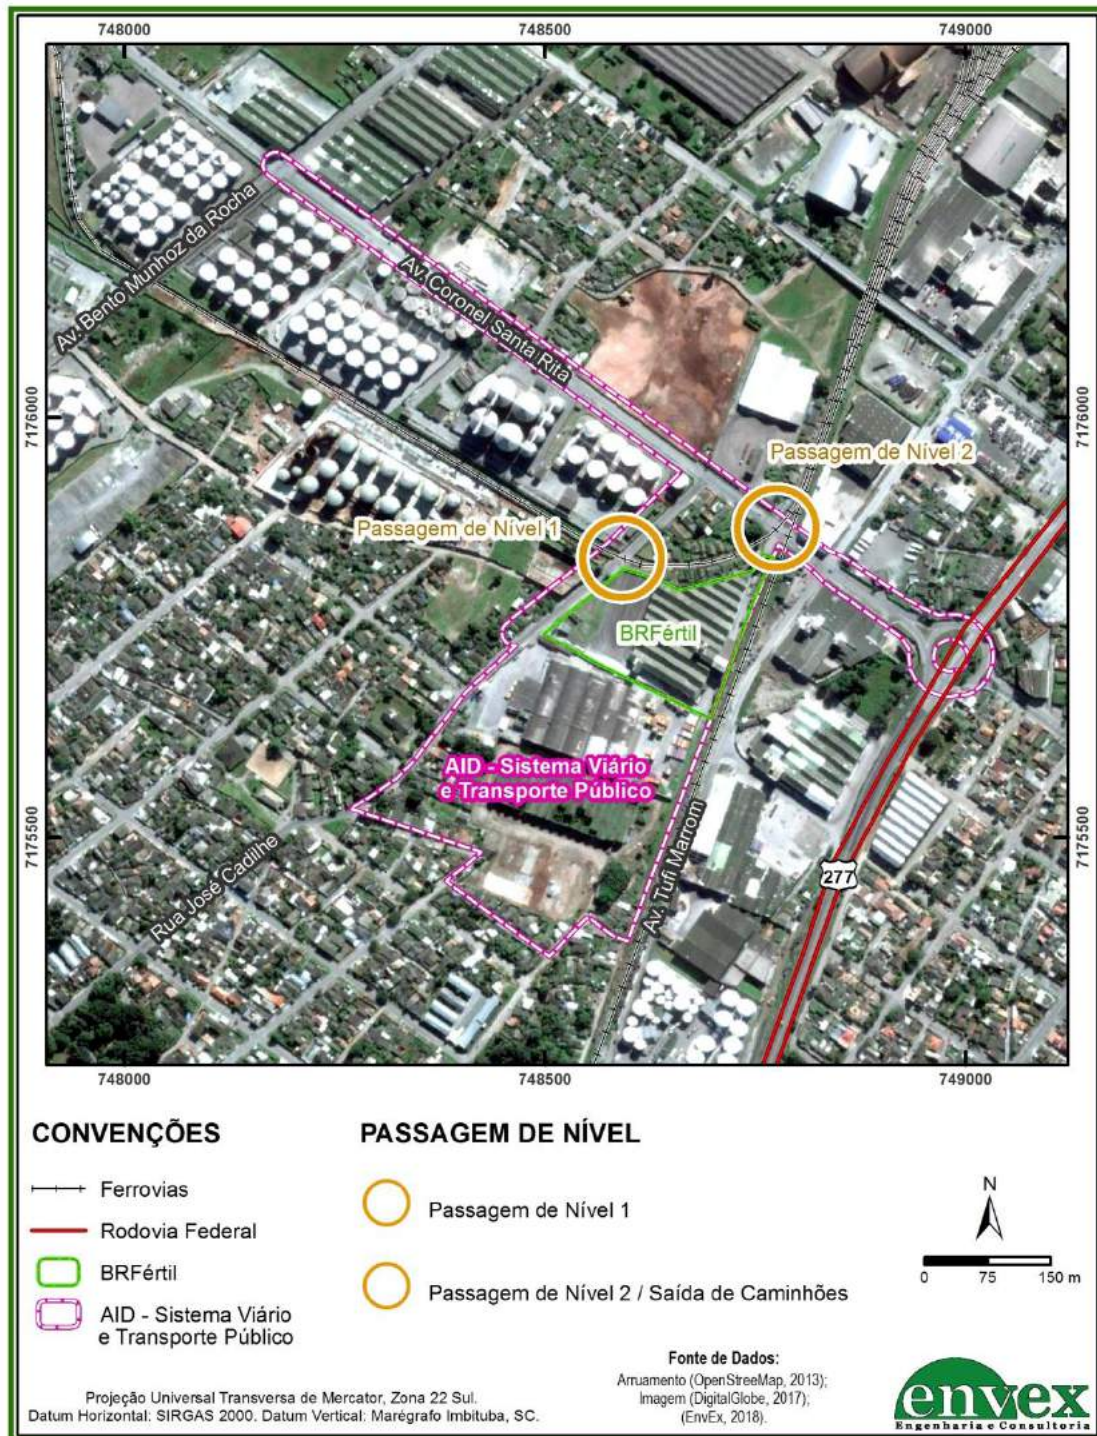 748000
748500
749000
7176000
7176000
Av. Bento Munhoz da Rocha
Av. Coronel Santa Rita
Passagem de Nível 2
Passagem de Nível 1
BRFértil
AID - Sistema Viário
e Transporte Público
7175500
7175500
Rua José Cadilhe
Av. Tufi Marrom
277
748000
748500
749000
CONVENÇÕES
Ferrovias
Rodovia Federal
BRFértil
AID - Sistema Viário
e Transporte Público
PASSAGEM DE NÍVEL
Passagem de Nível 1
Passagem de Nível 2 / Saída de Caminhões
N
0 75 150 m
Projeção Universal Transversa de Mercator, Zona 22 Sul.
Datum Horizontal: SIRGAS 2000. Datum Vertical: Marégrafo Imbituba, SC.
Fonte de Dados:
Arruamento (OpenStreeMap, 2013);
Imagem (DigitalGlobe, 2017);
(EnvEx, 2018).
envex
Engenharia e Consultoria